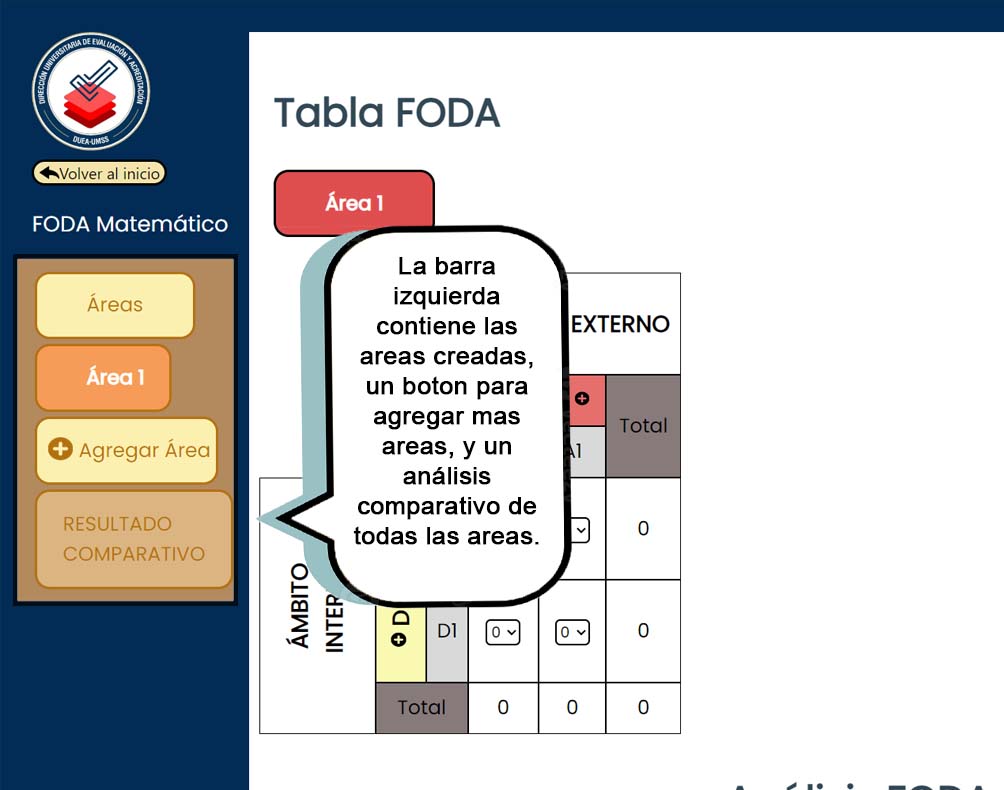 DIRECCIÓN UNIVERSITARIA DE EVALUACIÓN Y ACREDITACIÓN
DUEA-UMSS
Volver al inicio
FODA Matemático
Áreas
Área 1
Agregar Área
RESULTADO
COMPARATIVO
Tabla FODA
Área 1
La barra
izquierda
contiene las
areas creadas,
un boton para
agregar mas
areas, y un
análisis
comparativo de
todas las areas.
EXTERNO
Total
A1
0
ÁMBITO
D1
0
0
0
Total
0
0
0